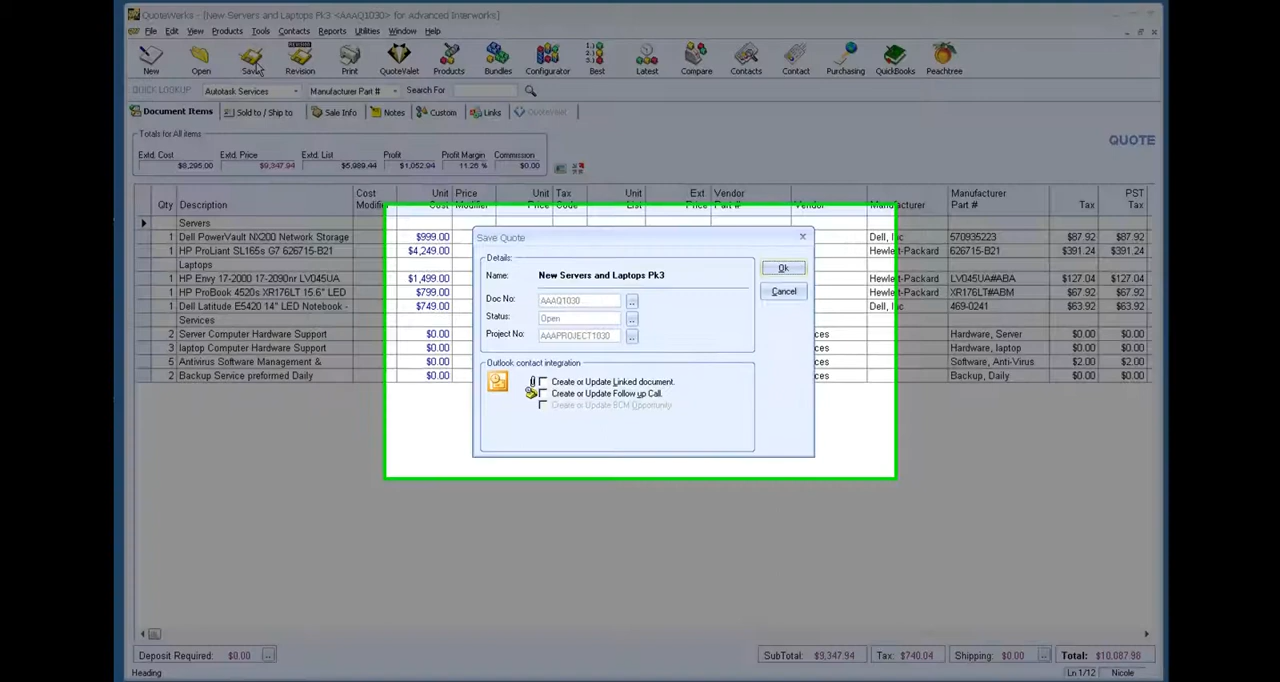 QuoteWerks - [New Servers and Laptops Pk3 <AAAQ1030> for Advanced Interworks]
File Edit View Products Tools Contacts Reports Utilities Window Help
REVISION
New Open Save Revision Print QuoteValet Products Bundles Configurator Best Latest Compare Contacts Contact Purchasing QuickBooks Peachtree
QUICK LOOKUP Autotask Services Manufacturer Part # Search For
Document Items Sold to / Ship to Sale Info Notes Custom Links QuoteValet
Totals for All items
QUOTE
Extd. Cost Extd. Price Extd. List Profit Profit Margin Commission
$8,295.00 $9,347.94 $5,989.44 $1,052.94 11.26 % $0.00
Qty Description Cost Modifier Unit Cost Price Modifier Unit Price Tax Code Unit List Ext Price Vendor Part # Vendor Manufacturer Manufacturer Part # Tax PST Tax
Servers
1 Dell PowerVault NX200 Network Storage $999.00 Dell, Inc 570935223 $87.92 $87.92
1 HP ProLiant SL165s G7 626715-B21 $4,249.00 Hewlett-Packard 626715-B21 $391.24 $391.24
Laptops
1 HP Envy 17-2000 17-2090nr LV045UA $1,499.00 Hewlett-Packard LV045UA#ABA $127.04 $127.04
1 HP ProBook 4520s XR176LT 15.6" LED $799.00 Hewlett-Packard XR176LT#ABM $67.92 $67.92
1 Dell Latitude E5420 14" LED Notebook - $749.00 Dell, Inc 469-0241 $63.92 $63.92
Services
2 Server Computer Hardware Support $0.00 ces Hardware, Server $0.00 $0.00
3 laptop Computer Hardware Support $0.00 ces Hardware, laptop $0.00 $0.00
5 Antivirus Software Management & $0.00 ces Software, Anti-Virus $2.00 $2.00
2 Backup Service preformed Daily $0.00 ces Backup, Daily $0.00 $0.00
Save Quote
Details:
Name: New Servers and Laptops Pk3
Doc No: AAAQ1030 ...
Status: Open ...
Project No: AAAPROJECT1030 ...
Ok
Cancel
Outlook contact integration
Create or Update Linked document.
Create or Update Follow up Call.
Create or Update BCM Opportunity.
Deposit Required: $0.00 ... SubTotal: $9,347.94 Tax: $740.04 Shipping: $0.00 ... Total: $10,087.98
Heading Ln 1/12 Nicole